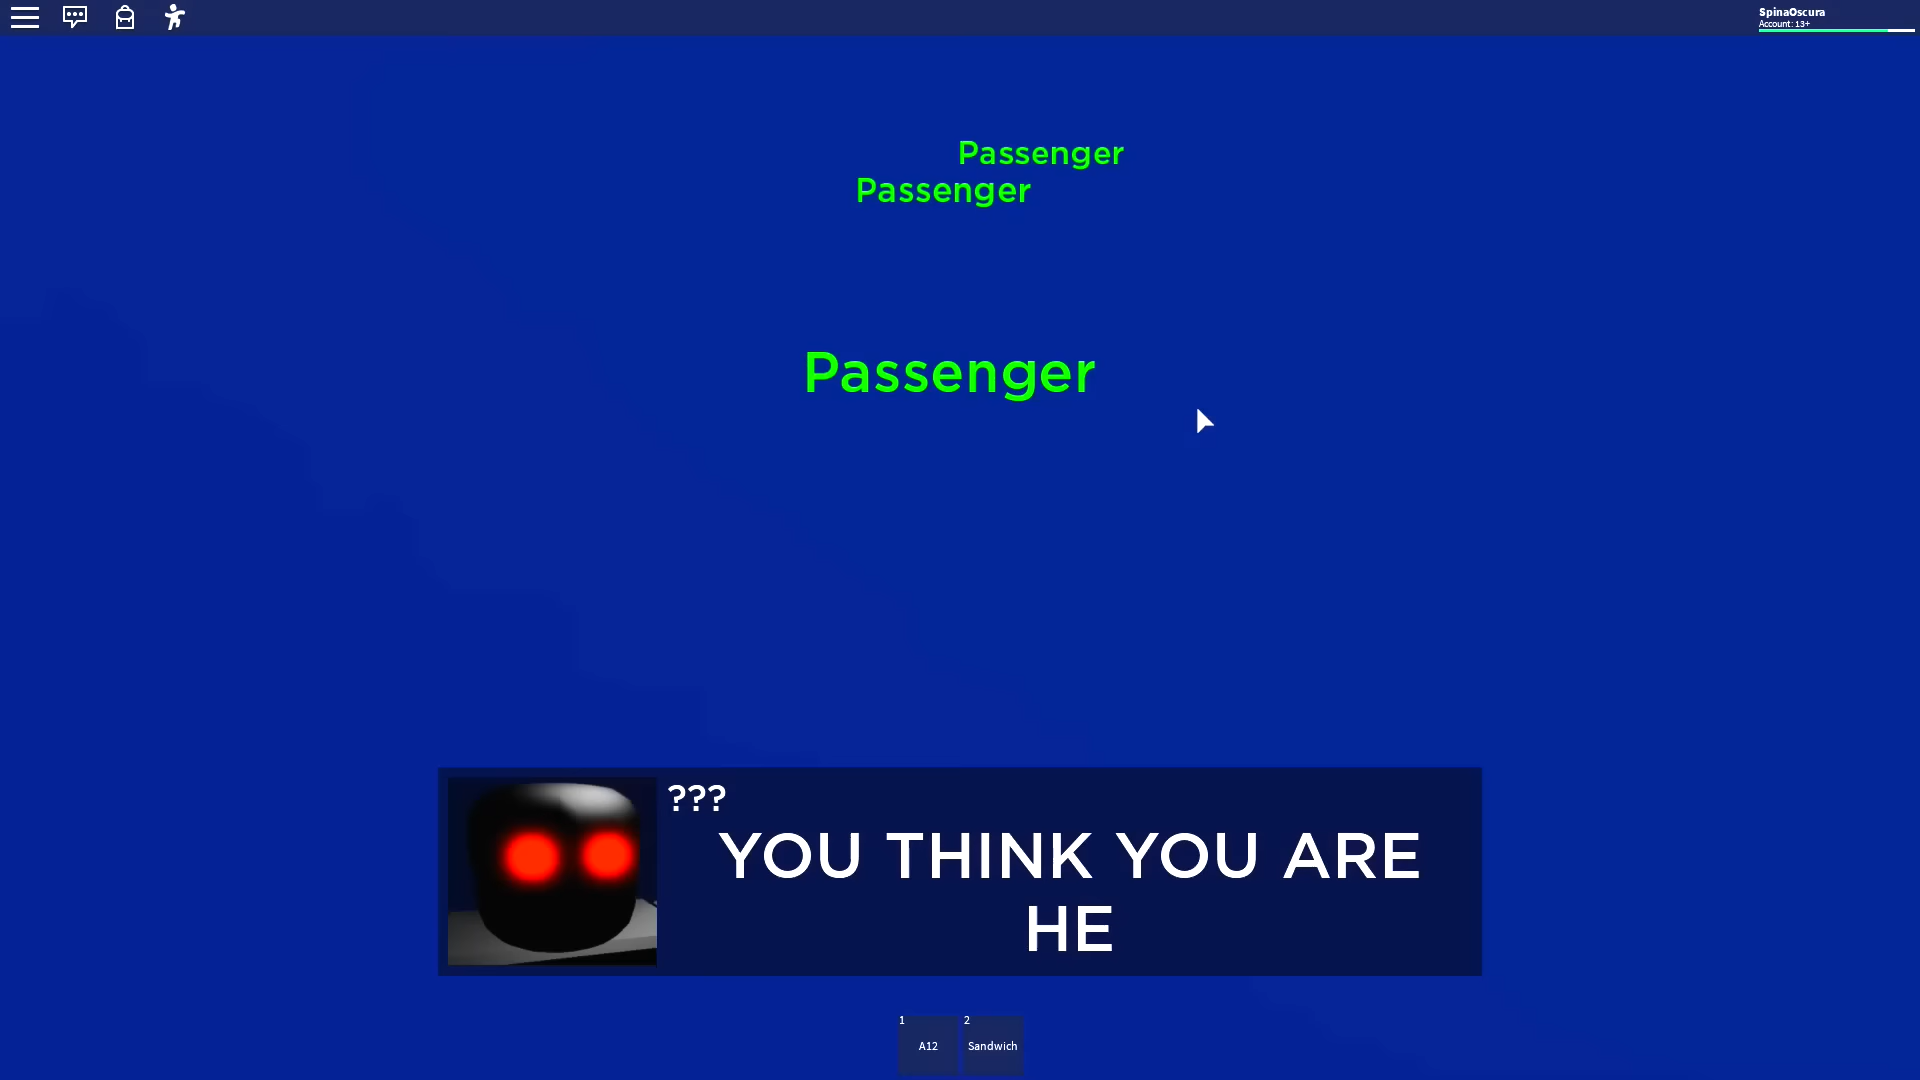 SpinaOscura
Account: 13+
Passenger
Passenger
Passenger
???
YOU THINK YOU ARE
HE
1
2
A12
Sandwich